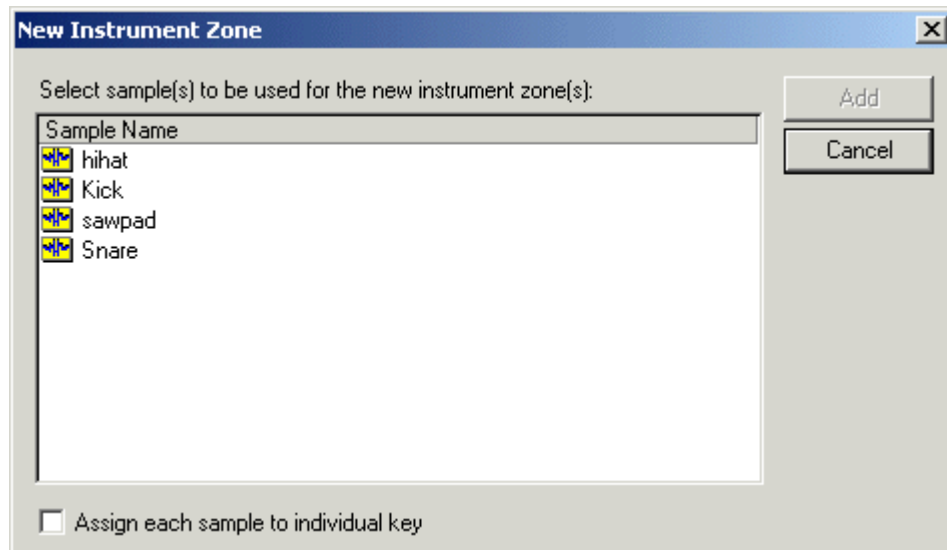 New Instrument Zone
Select sample(s) to be used for the new instrument zone(s):
Add
Sample Name
Cancel
hihat
Kick
sawpad
Snare
Assign each sample to individual key